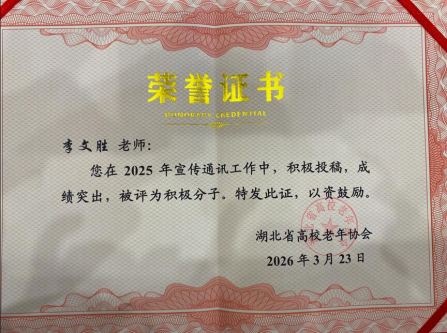 荣誉证书
HONORARY CREDENTIAL
李文胜 老师：
您在 2025 年宣传通讯工作中，积极投稿，成
绩突出，被评为积极分子。特发此证，以资鼓励。
湖北省高校老年协会
2026 年 3 月 23 日